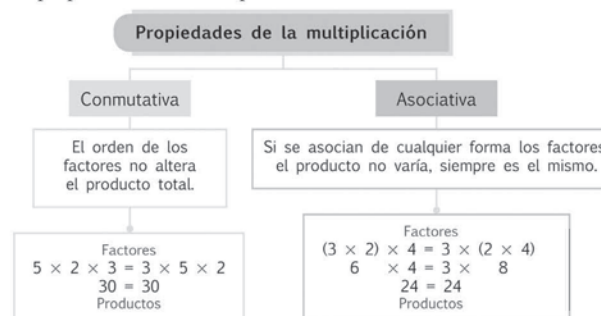 Propiedades de la multiplicación
Conmutativa
El orden de los
factores no altera
el producto total.
Factores
5 × 2 × 3 = 3 × 5 × 2
30 = 30
Productos
Asociativa
Si se asocian de cualquier forma los factores
el producto no varía, siempre es el mismo.
Factores
(3 × 2) × 4 = 3 × (2 × 4)
6 × 4 = 3 × 8
24 = 24
Productos